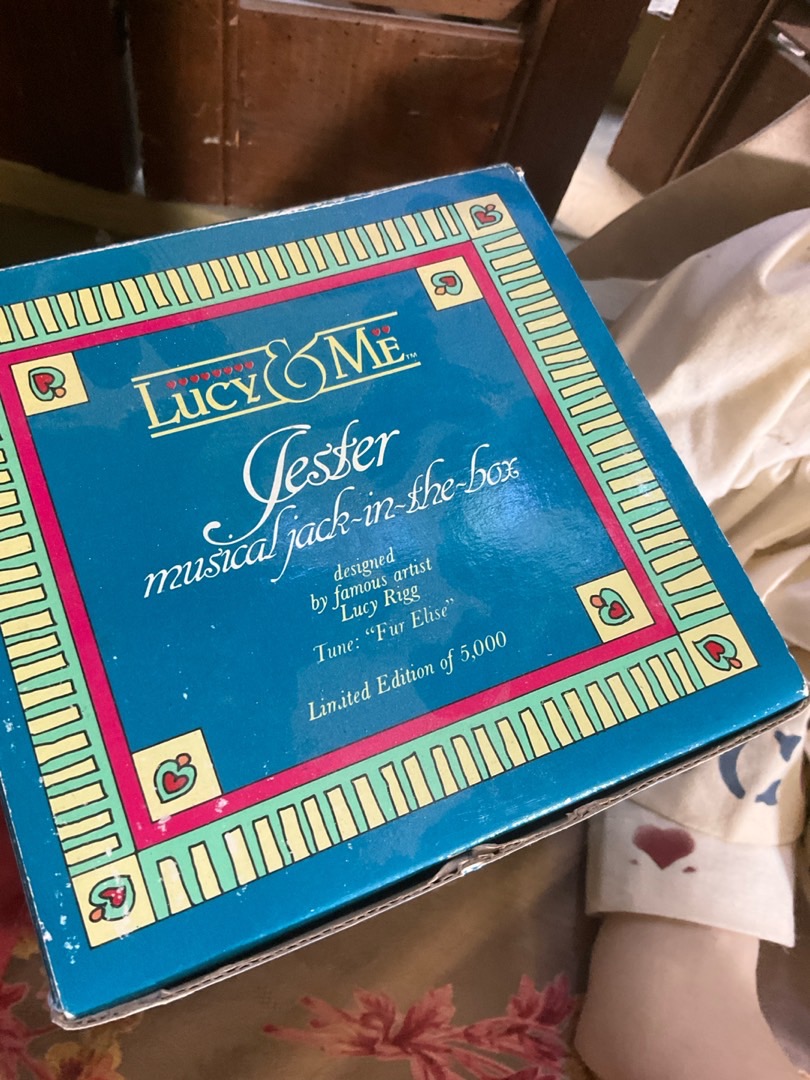 LUCY & ME™
Jester
musical jack-in-the-box
designed
by famous artist
Lucy Rigg
Tune: "Fur Elise"
Limited Edition of 5,000